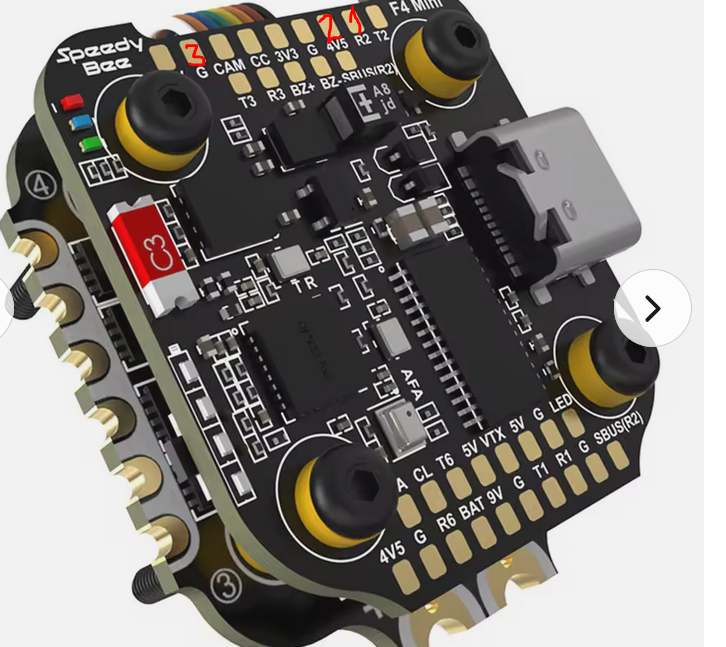 F4 Mini
2 1
3
Speedy
Bee
G CAM CC 3V3 G 4V5 R2 T2
T3 R3 BZ+ BZ- SBUS(R2)
A8
jd
4
C3
TR
AFA
A CL T6 5V VTX 5V G LED
4V5 G R6 BAT 9V G T1 R1 G SBUS(R2)
3